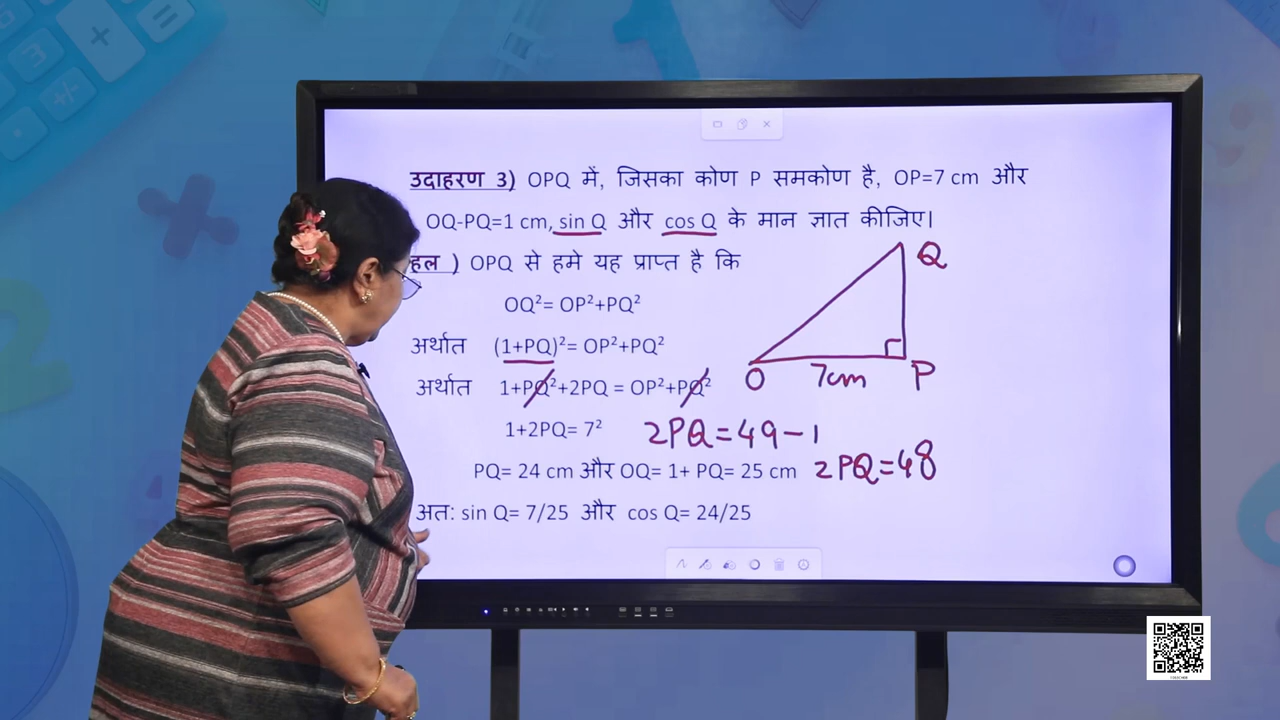 उदाहरण 3) OPQ में, जिसका कोण P समकोण है, OP=7 cm और
OQ-PQ=1 cm, sin Q और cos Q के मान ज्ञात कीजिए।
हल ) OPQ से हमे यह प्राप्त है कि
Q
OQ²= OP²+PQ²
अर्थात (1+PQ)²= OP²+PQ²
O 7cm P
अर्थात 1+PQ²+2PQ = OP²+PQ²
1+2PQ= 7² 2PQ=49-1
PQ= 24 cm और OQ= 1+ PQ= 25 cm 2PQ=48
अत: sin Q= 7/25 और cos Q= 24/25